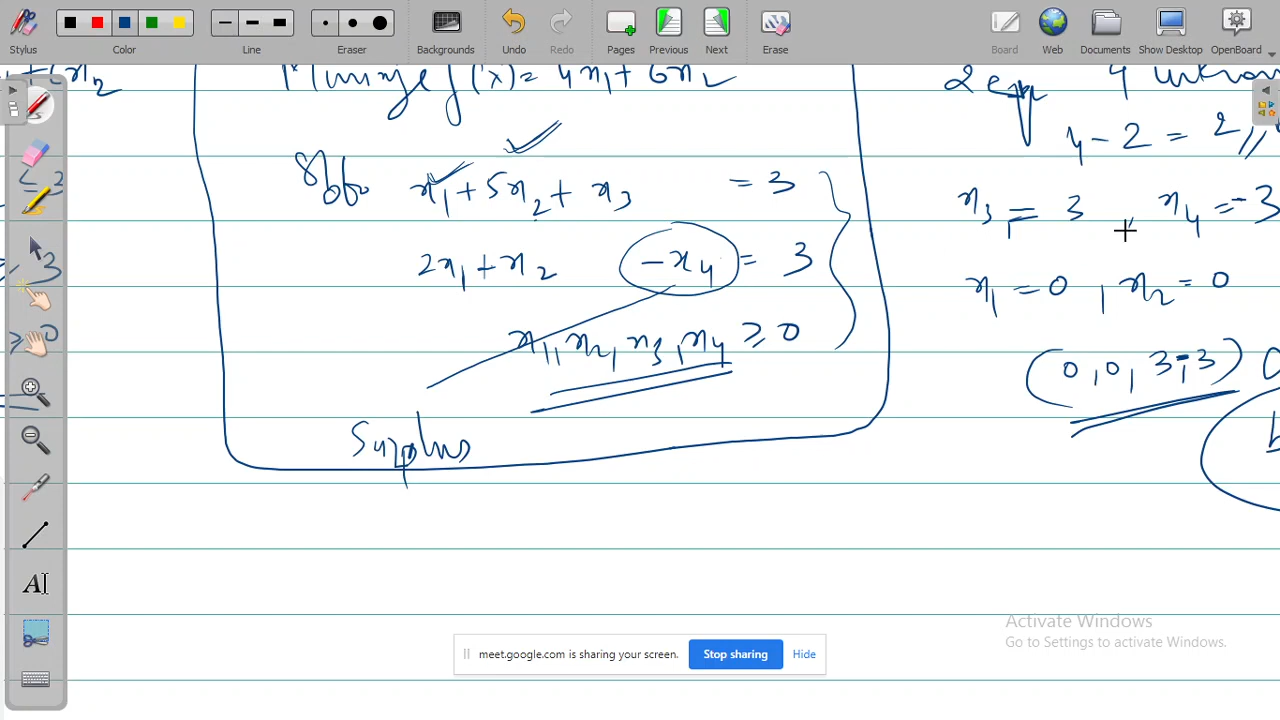 Stylus
Color
Line
Eraser
Backgrounds
Undo
Redo
Pages
Previous
Next
Erase
Board
Web
Documents
Show Desktop
OpenBoard
f(x) = 4x1 + 6x2
x1 + 5x2 + x3 = 3
2x1 + x2 -x4 = 3
x1, x2, x3, x4 ≥ 0
Surplus
2 eqn 4 unknow
4 - 2 = 2
x3 = 3 , x4 = -3
x1 = 0 , x2 = 0
(0, 0, 3, -3)
≥ 0
A
meet.google.com is sharing your screen.
Stop sharing
Hide
Activate Windows
Go to Settings to activate Windows.